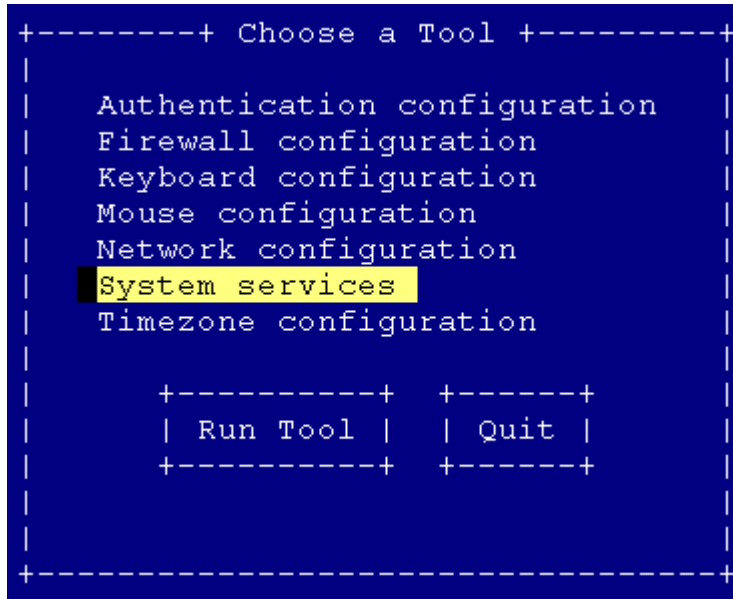 Choose a Tool
Authentication configuration
Firewall configuration
Keyboard configuration
Mouse configuration
Network configuration
System services
Timezone configuration
Run Tool Quit